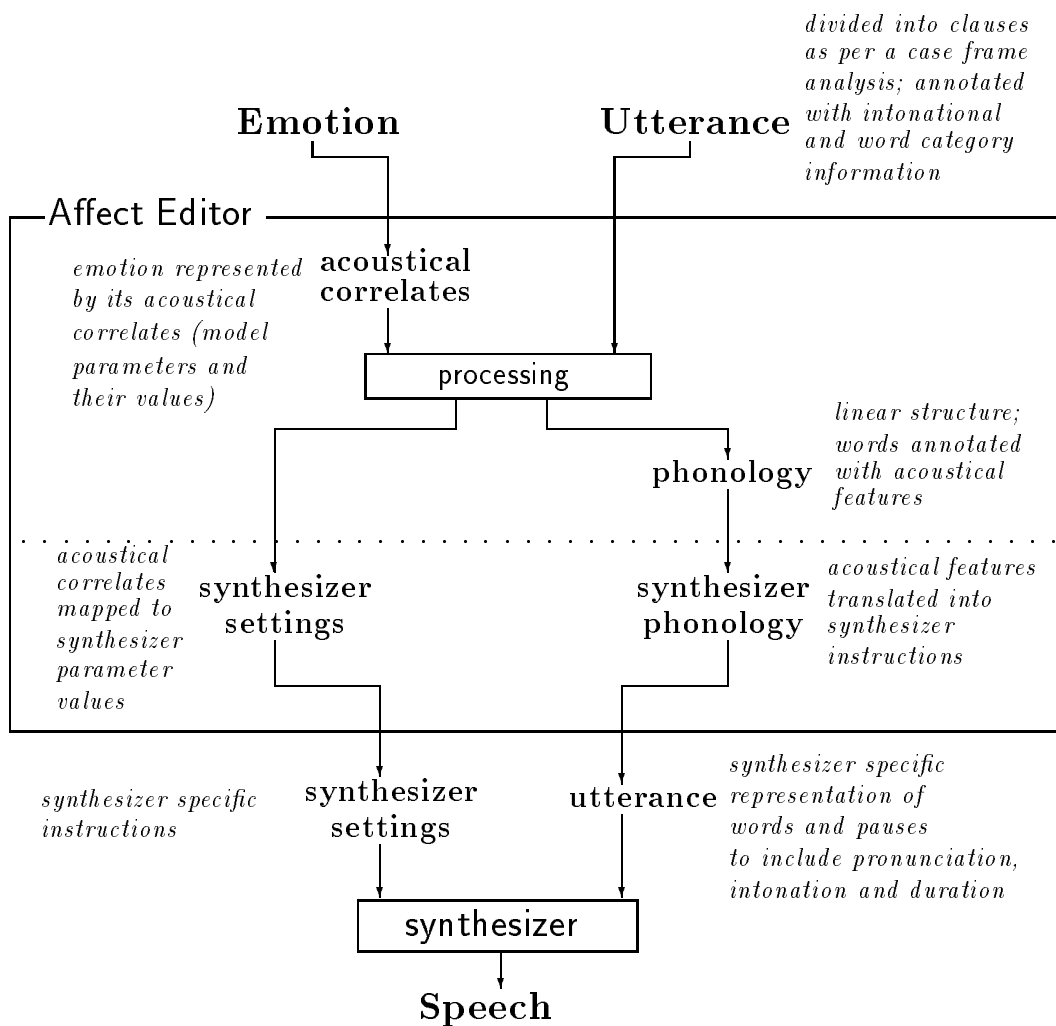 divided into clauses
as per a case frame
analysis; annotated
with intonational
and word category
information
Emotion
Utterance
Affect Editor
emotion represented
by its acoustical
correlates (model
parameters and
their values)
acoustical
correlates
processing
linear structure;
words annotated
with acoustical
features
phonology
acoustical
correlates
mapped to
synthesizer
parameter
values
synthesizer
settings
synthesizer
phonology
acoustical features
translated into
synthesizer
instructions
synthesizer specific
instructions
synthesizer
settings
utterance
synthesizer specific
representation of
words and pauses
to include pronunciation,
intonation and duration
synthesizer
Speech